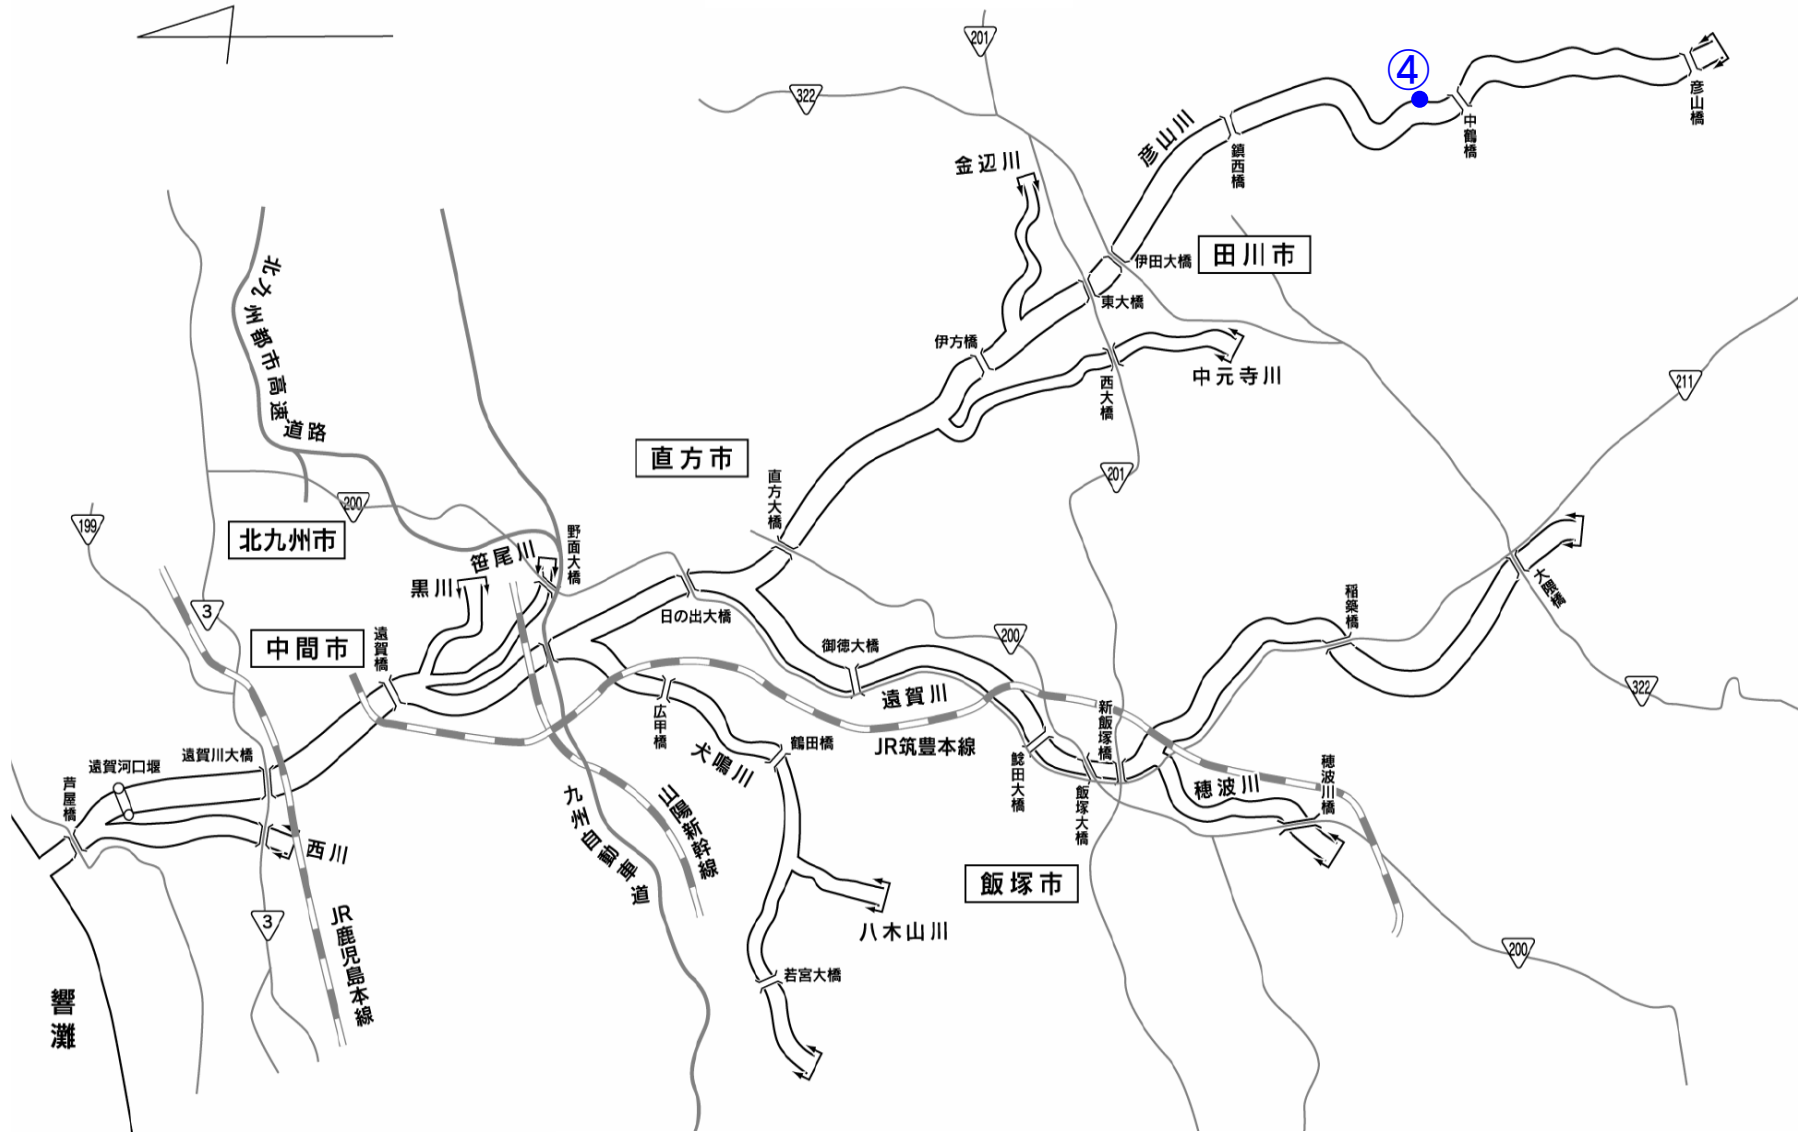 201
322
④
彦山橋
中鶴橋
彦山川
鎮西橋
金辺川
伊田大橋
田川市
東大橋
伊方橋
西大橋
中元寺川
211
北九州都市高速道路
直方市
直方大橋
201
200
199
北九州市
野面大橋
笹尾川
黒川
大隈橋
3
中間市
遠賀橋
日の出大橋
御徳大橋
200
稲築橋
322
遠賀川
新飯塚橋
広甲橋
犬鳴川
鶴田橋
JR筑豊本線
鯰田大橋
飯塚大橋
穂波川
穂波川橋
遠賀川大橋
遠賀河口堰
芦屋橋
西川
九州自動車道
山陽新幹線
飯塚市
八木山川
3
JR鹿児島本線
200
若宮大橋
響灘